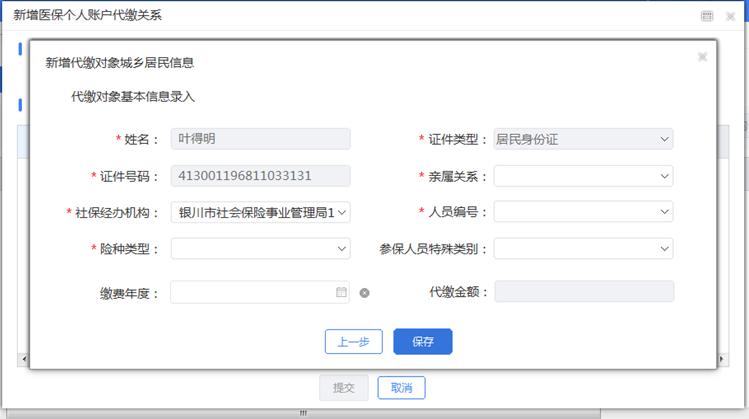 新增医保个人账户代缴关系
新增代缴对象城乡居民信息
代缴对象基本信息录入
* 姓名： 叶得明 * 证件类型： 居民身份证
* 证件号码： 413001196811033131 * 亲属关系：
* 社保经办机构： 银川市社会保险事业管理局1 * 人员编号：
* 险种类型： 参保人员特殊类别：
缴费年度： 代缴金额：
上一步 保存
提交 取消